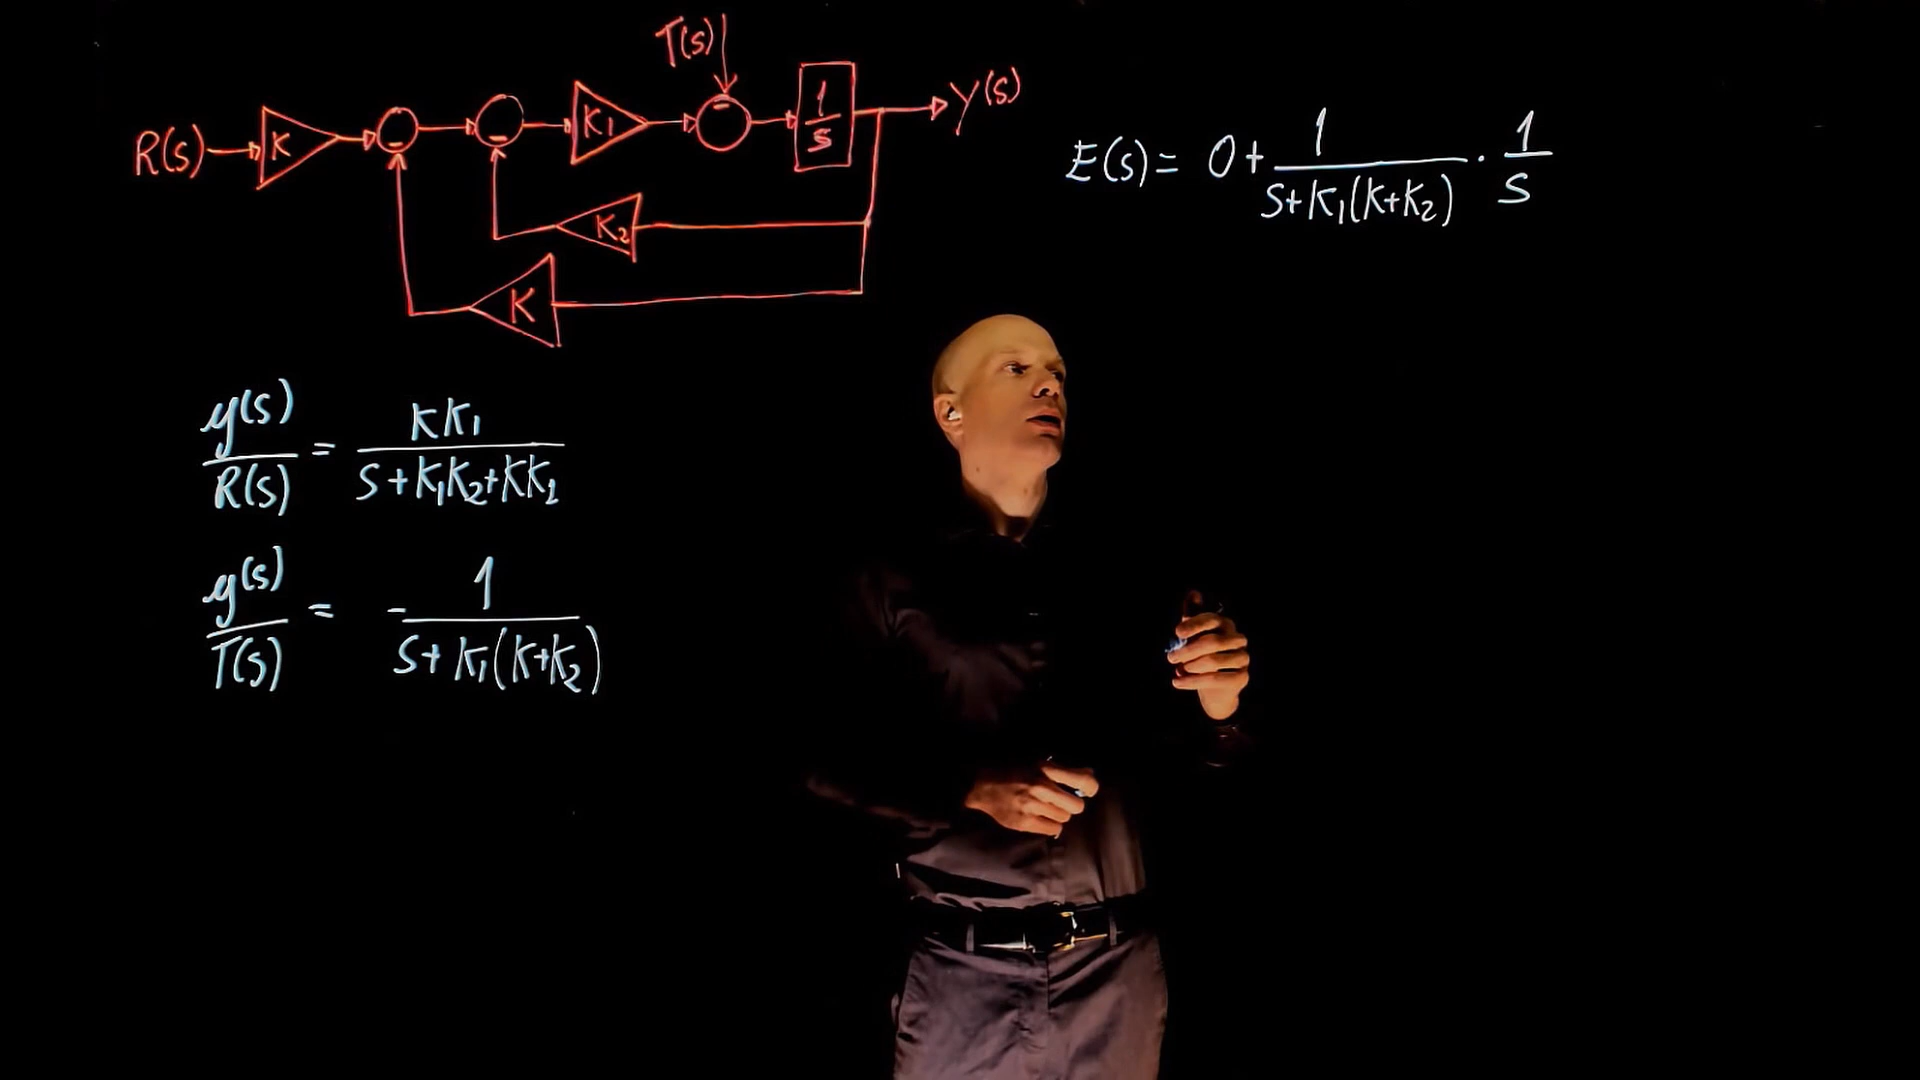 T(s)
R(s) K - - K₁ - 1/s Y(s)
K₂
K
E(s) = 0 + 1/(s+K₁(K+K₂)) · 1/s
y(s)/R(s) = KK₁/(s+K₁K₂+KK₁)
y(s)/T(s) = -1/(s+K₁(K+K₂))